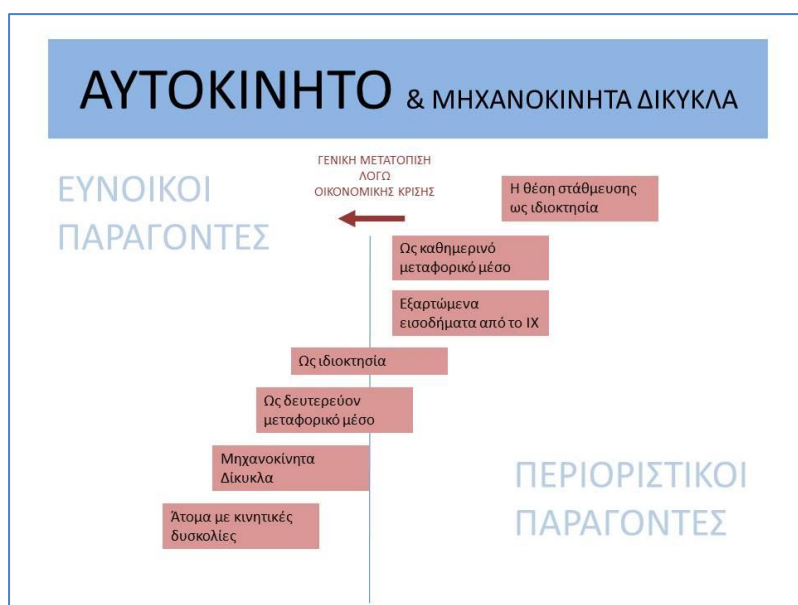 ΑΥΤΟΚΙΝΗΤΟ & ΜΗΧΑΝΟΚΙΝΗΤΑ ΔΙΚΥΚΛΑ
ΕΥΝΟΙΚΟΙ
ΠΑΡΑΓΟΝΤΕΣ
ΓΕΝΙΚΗ ΜΕΤΑΤΟΠΙΣΗ
ΛΟΓΩ
ΟΙΚΟΝΟΜΙΚΗΣ ΚΡΙΣΗΣ
Η θέση στάθμευσης
ως ιδιοκτησία
Ως καθημερινό
μεταφορικό μέσο
Εξαρτώμενα
εισοδήματα από το ΙΧ
Ως ιδιοκτησία
Ως δευτερεύον
μεταφορικό μέσο
Μηχανοκίνητα
Δίκυκλα
Άτομα με κινητικές
δυσκολίες
ΠΕΡΙΟΡΙΣΤΙΚΟΙ
ΠΑΡΑΓΟΝΤΕΣ